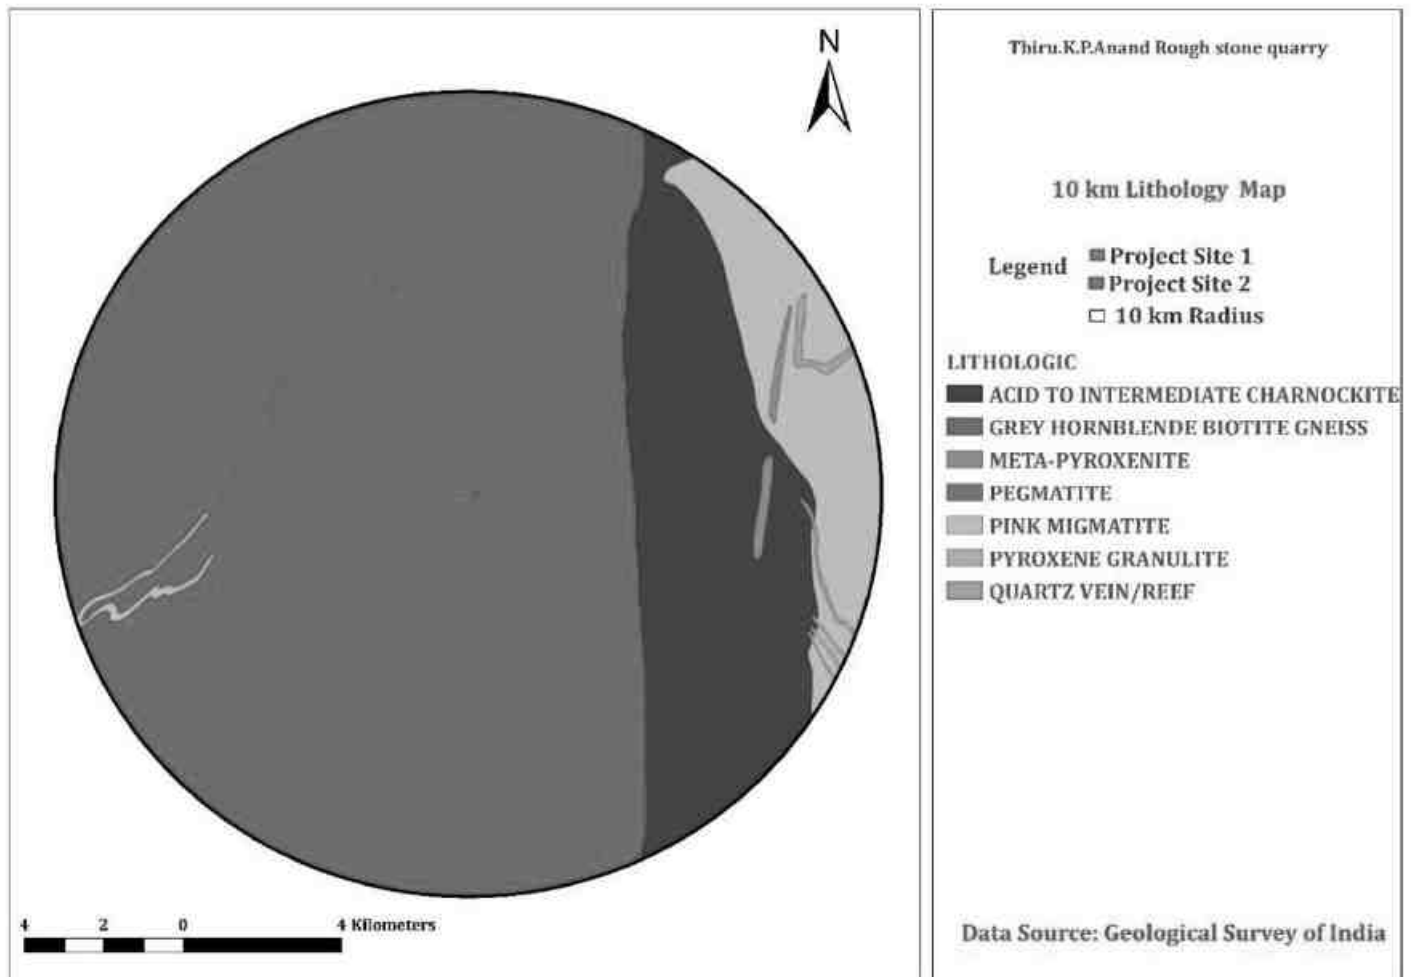 N
4 2 0 4 Kilometers
Thiru.K.P.Anand Rough stone quarry
10 km Lithology Map
Legend
Project Site 1
Project Site 2
10 km Radius
LITHOLOGIC
ACID TO INTERMEDIATE CHARNOCKITE
GREY HORNBLENDE BIOTITE GNEISS
META-PYROXENITE
PEGMATITE
PINK MIGMATITE
PYROXENE GRANULITE
QUARTZ VEIN/REEF
Data Source: Geological Survey of India